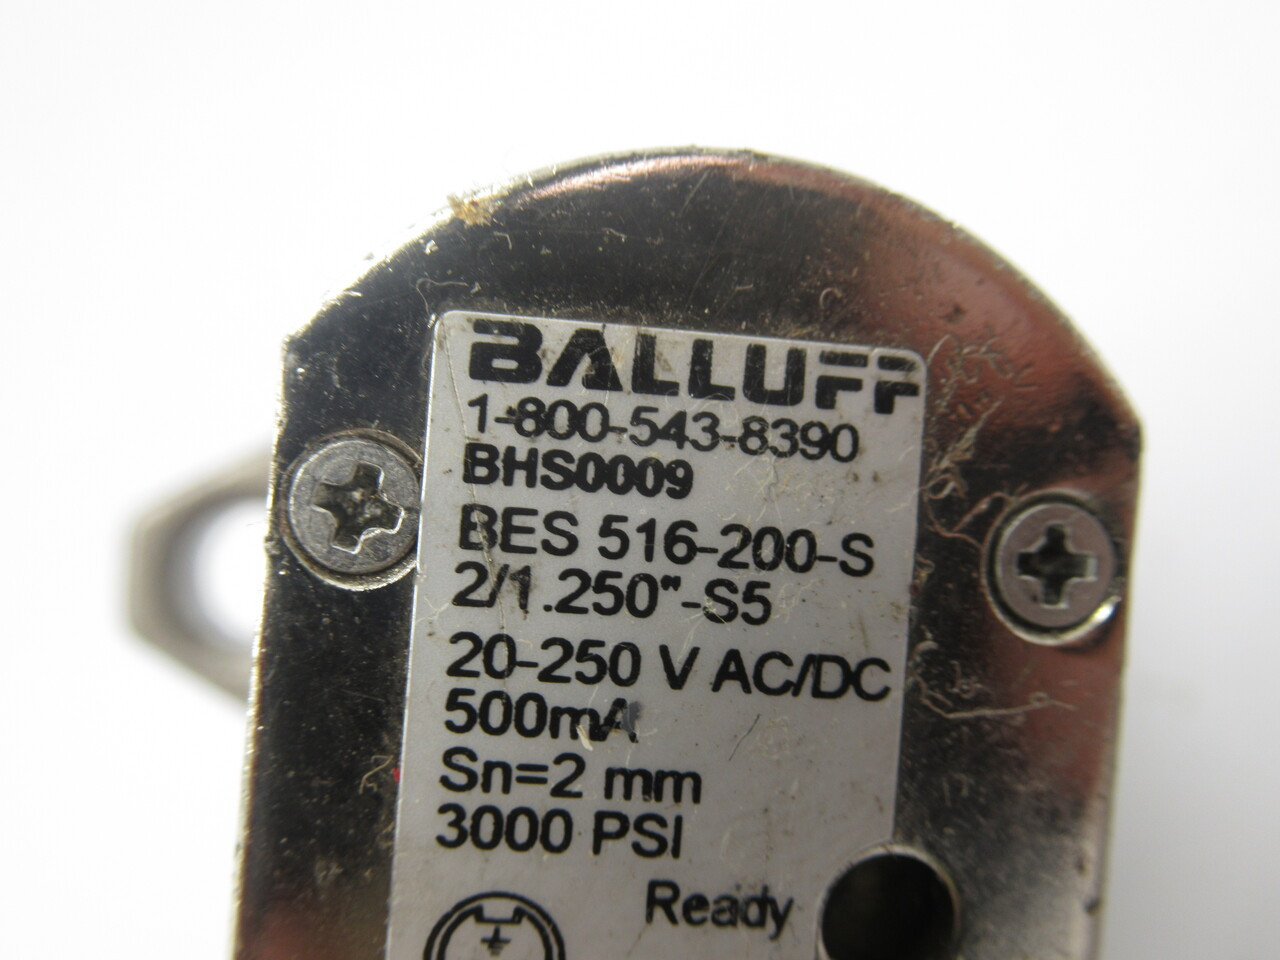 BALLUFF
1-800-543-8390
BHS0009
BES 516-200-S
2/1.250"-S5
20-250 V AC/DC
500mA
Sn=2 mm
3000 PSI
Ready